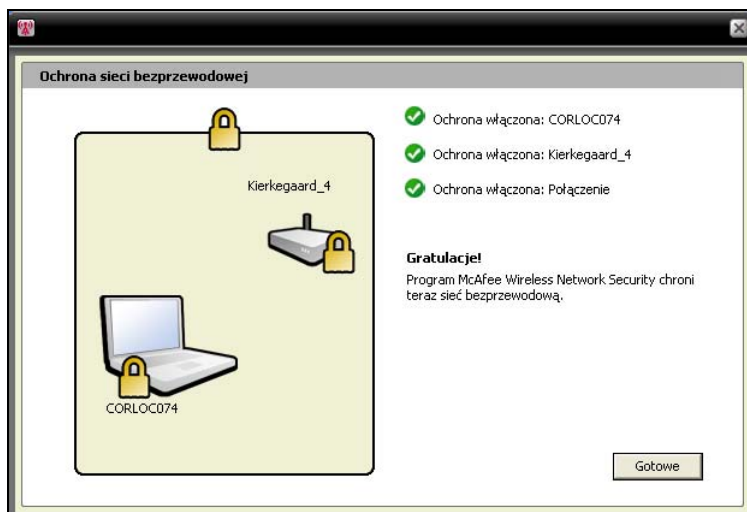 Ochrona sieci bezprzewodowej
Kierkegaard_4
CORLOC074
Ochrona włączona: CORLOC074
Ochrona włączona: Kierkegaard_4
Ochrona włączona: Połączenie
Gratulacje!
Program McAfee Wireless Network Security chroni
teraz sieć bezprzewodową.
Gotowe